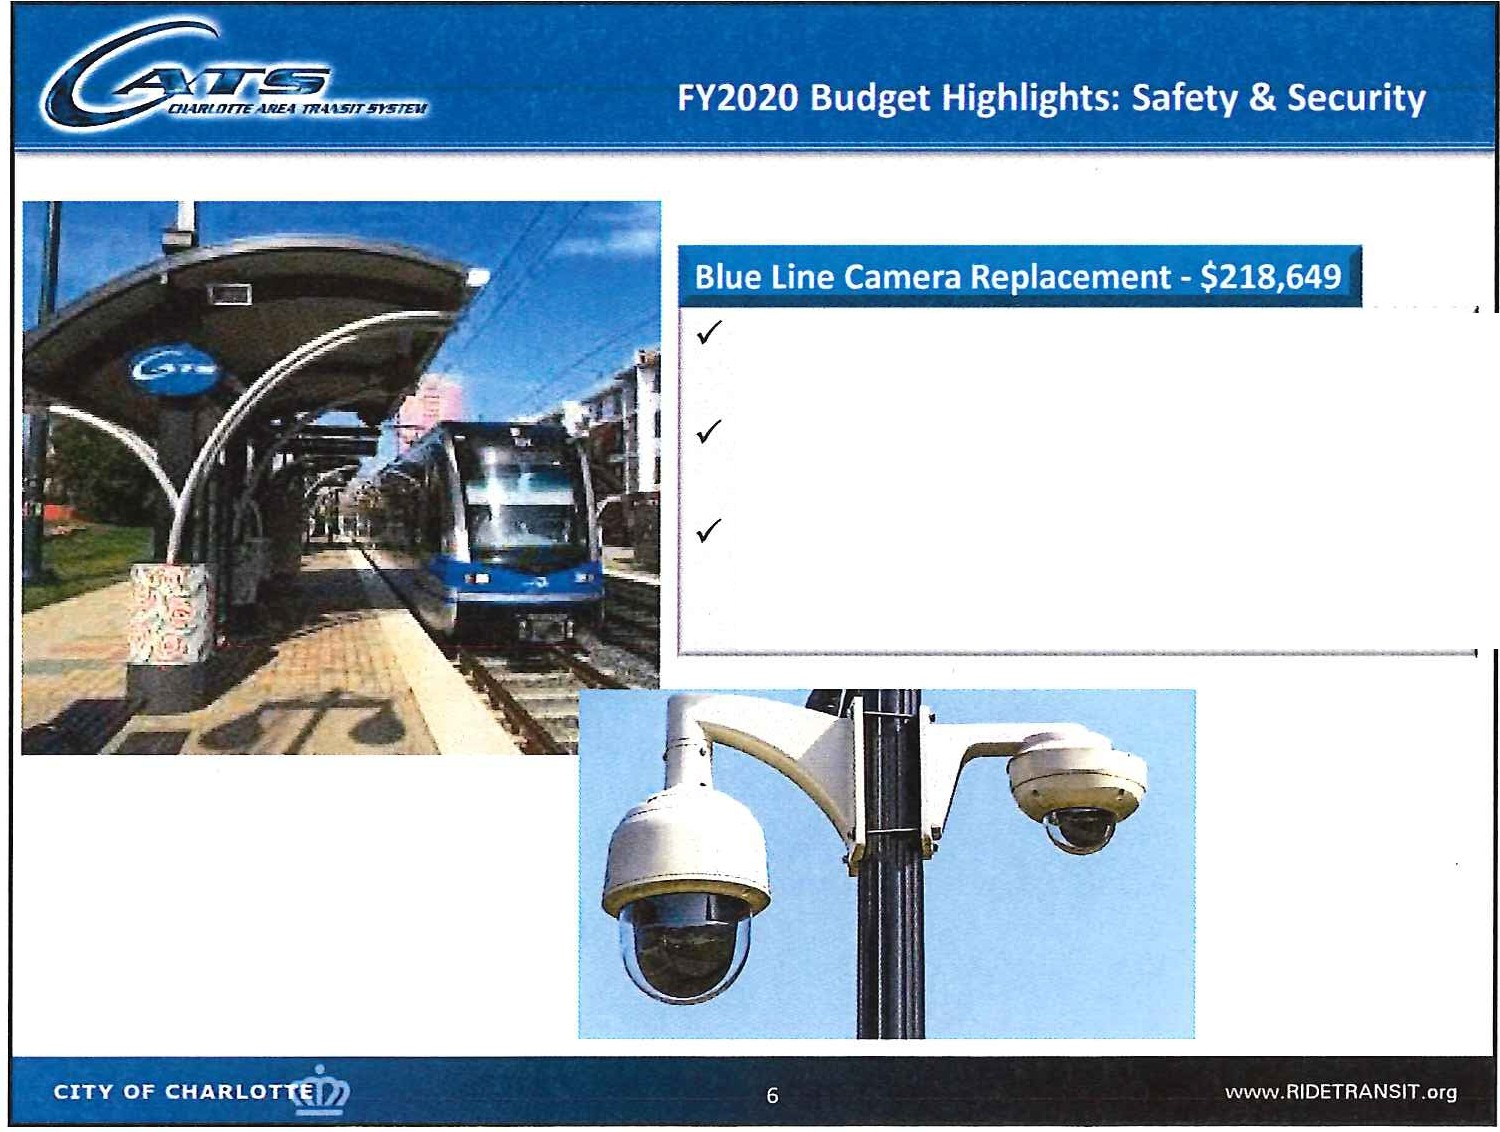 CATS
CHARLOTTE AREA TRANSIT SYSTEM
FY2020 Budget Highlights: Safety & Security
CATS
Blue Line Camera Replacement - $218,649
✓
✓
✓
CITY OF CHARLOTTE
6
www.RIDETRANSIT.org